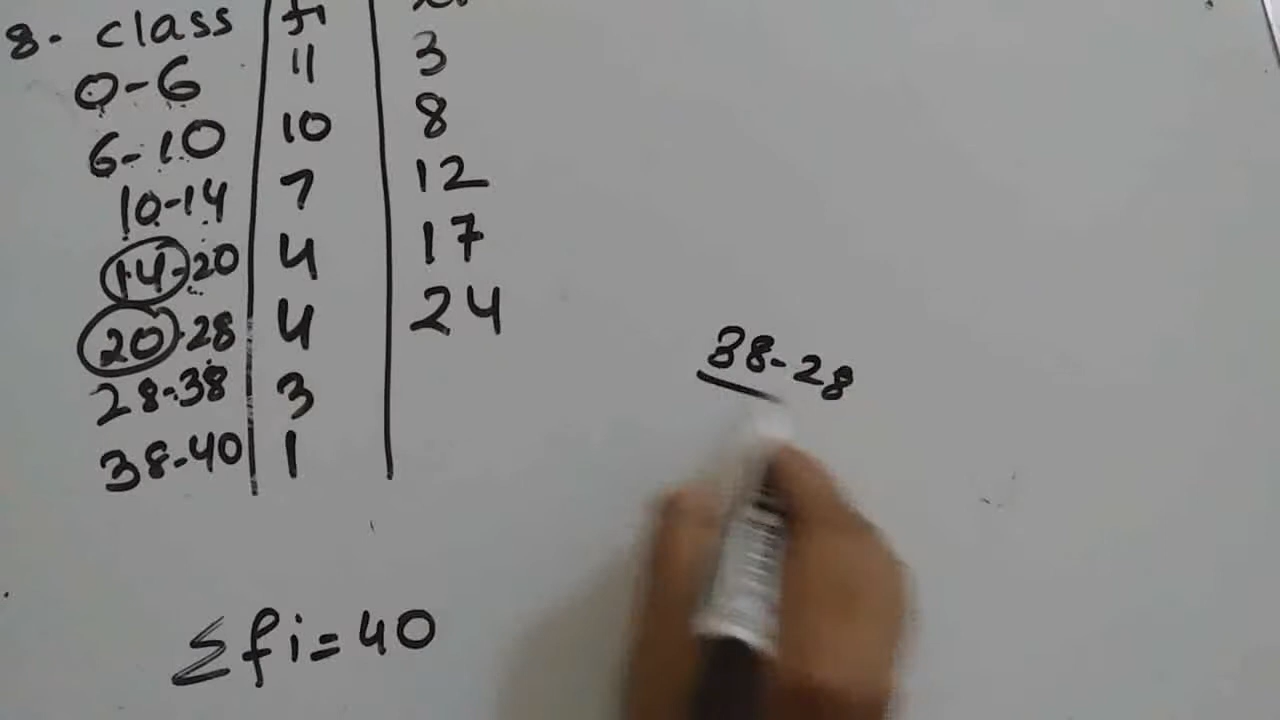 8. class fi xi
0-6 11 3
6-10 10 8
10-14 7 12
14-20 4 17
20-28 4 24
28-38 3
38-40 1
38-28
Σfi=40